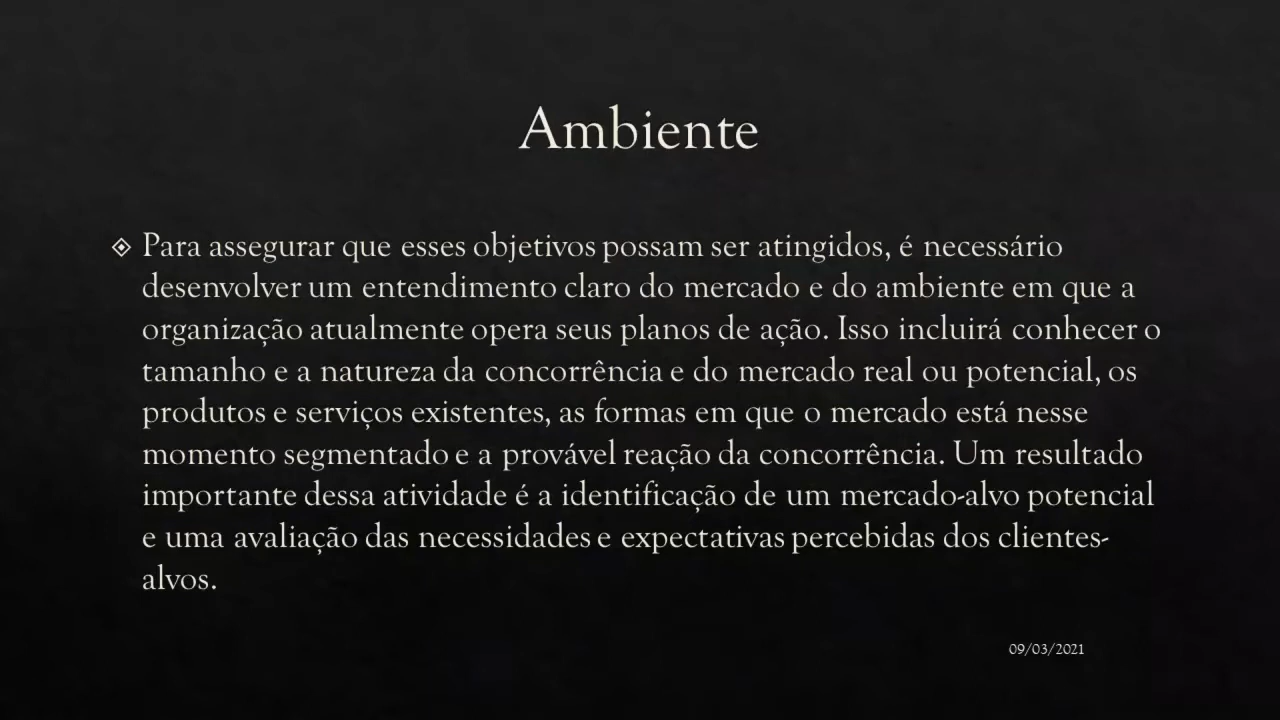 Ambiente
Para assegurar que esses objetivos possam ser atingidos, é necessário
desenvolver um entendimento claro do mercado e do ambiente em que a
organização atualmente opera seus planos de ação. Isso incluirá conhecer o
tamanho e a natureza da concorrência e do mercado real ou potencial, os
produtos e serviços existentes, as formas em que o mercado está nesse
momento segmentado e a provável reação da concorrência. Um resultado
importante dessa atividade é a identificação de um mercado-alvo potencial
e uma avaliação das necessidades e expectativas percebidas dos clientes-
alvos.
09/03/2021